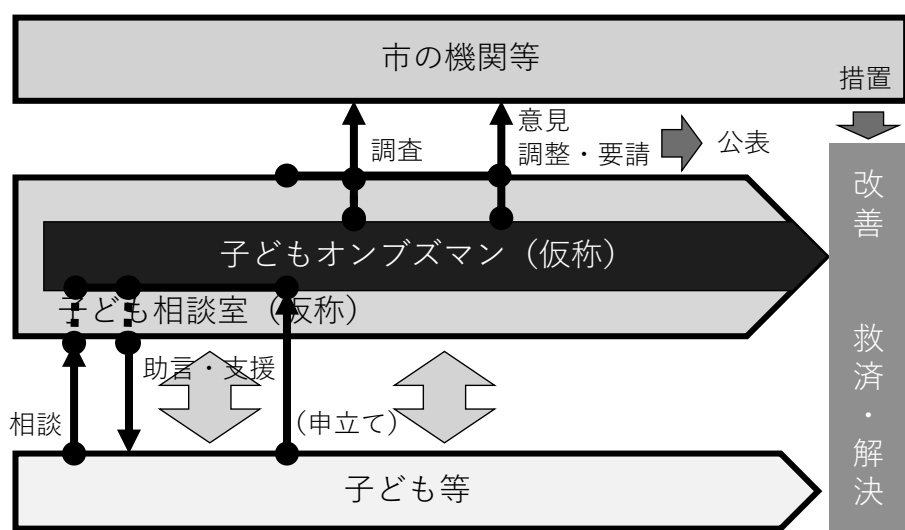 市の機関等
措置
意見
調査
調整・要請
公表
改善
子どもオンブズマン（仮称）
子ども相談室（仮称）
助言・支援
救済・解決
相談
(申立て)
子ども等